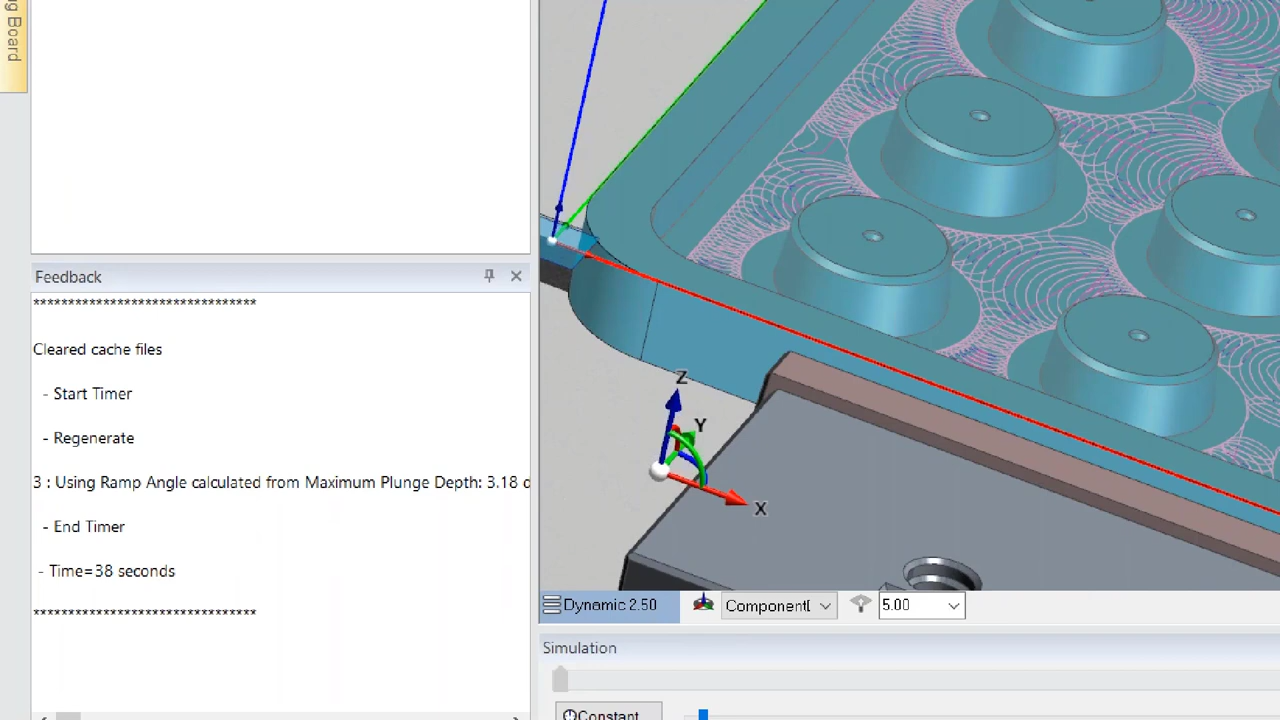 g Board
Feedback
********************************
Cleared cache files
- Start Timer
- Regenerate
3 : Using Ramp Angle calculated from Maximum Plunge Depth: 3.18 d
- End Timer
- Time=38 seconds
********************************
Z
Y
X
Dynamic 2.50
Component(
5.00
Simulation
Constant